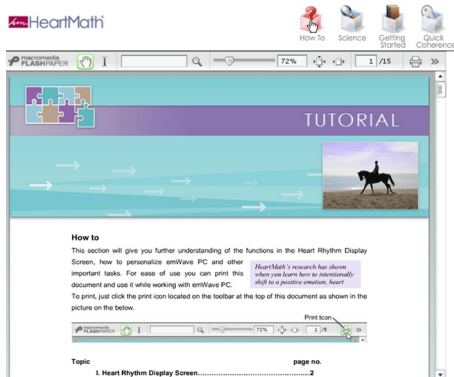 HeartMath
How To
Science
Getting Started
Quick Coherence
macromedia FLASHPAPER
72%
1 /15
TUTORIAL
How to
This section will give you further understanding of the functions in the Heart Rhythm Display
Screen, how to personalize emWave PC and other
important tasks. For ease of use you can print this
document and use it while working with emWave PC.
HeartMath's research has shown
when you learn how to intentionally
shift to a positive emotion, heart
To print, just click the print icon located on the toolbar at the top of this document as shown in the
picture on the below.
Print Icon
macromedia FLASHPAPER
72%
1 /5
Topic page no.
I. Heart Rhythm Display Screen.............................................2